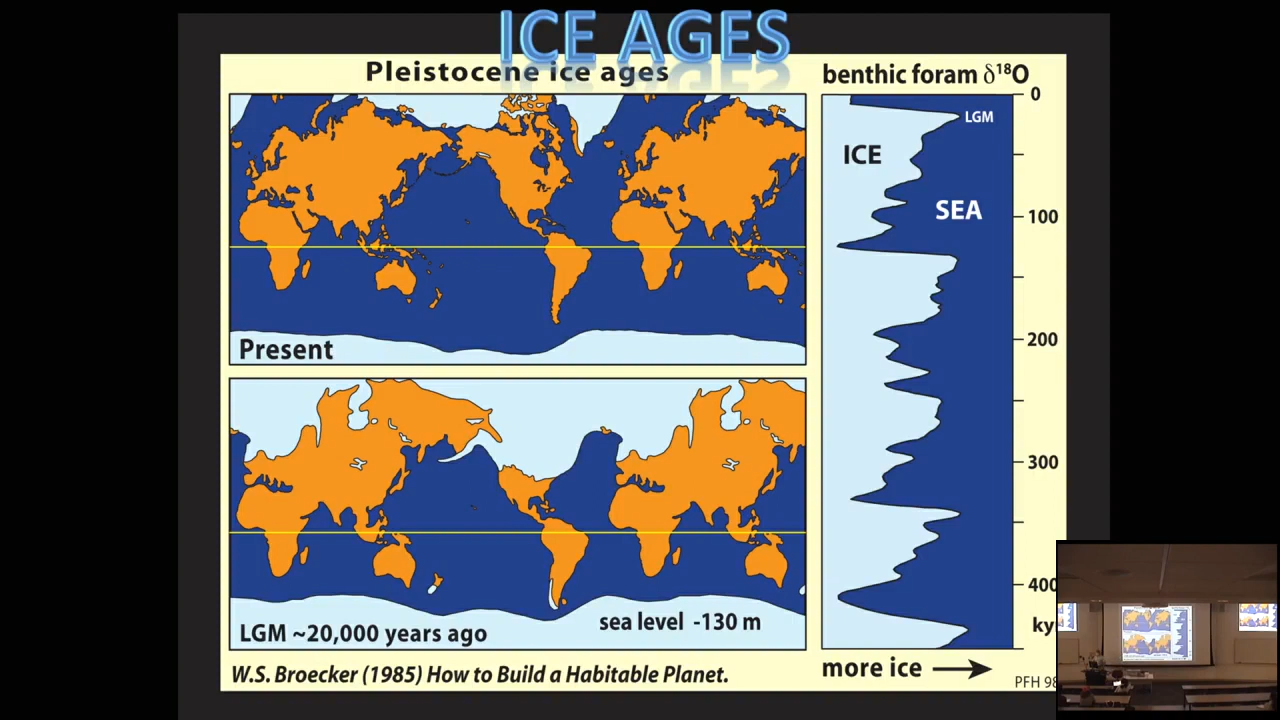 ICE AGES
Pleistocene ice ages
benthic foram δ¹⁸O
Present
LGM ~20,000 years ago
sea level -130 m
W.S. Broecker (1985) How to Build a Habitable Planet.
ICE
SEA
LGM
0
100
200
300
400
ky
more ice
PFH 98